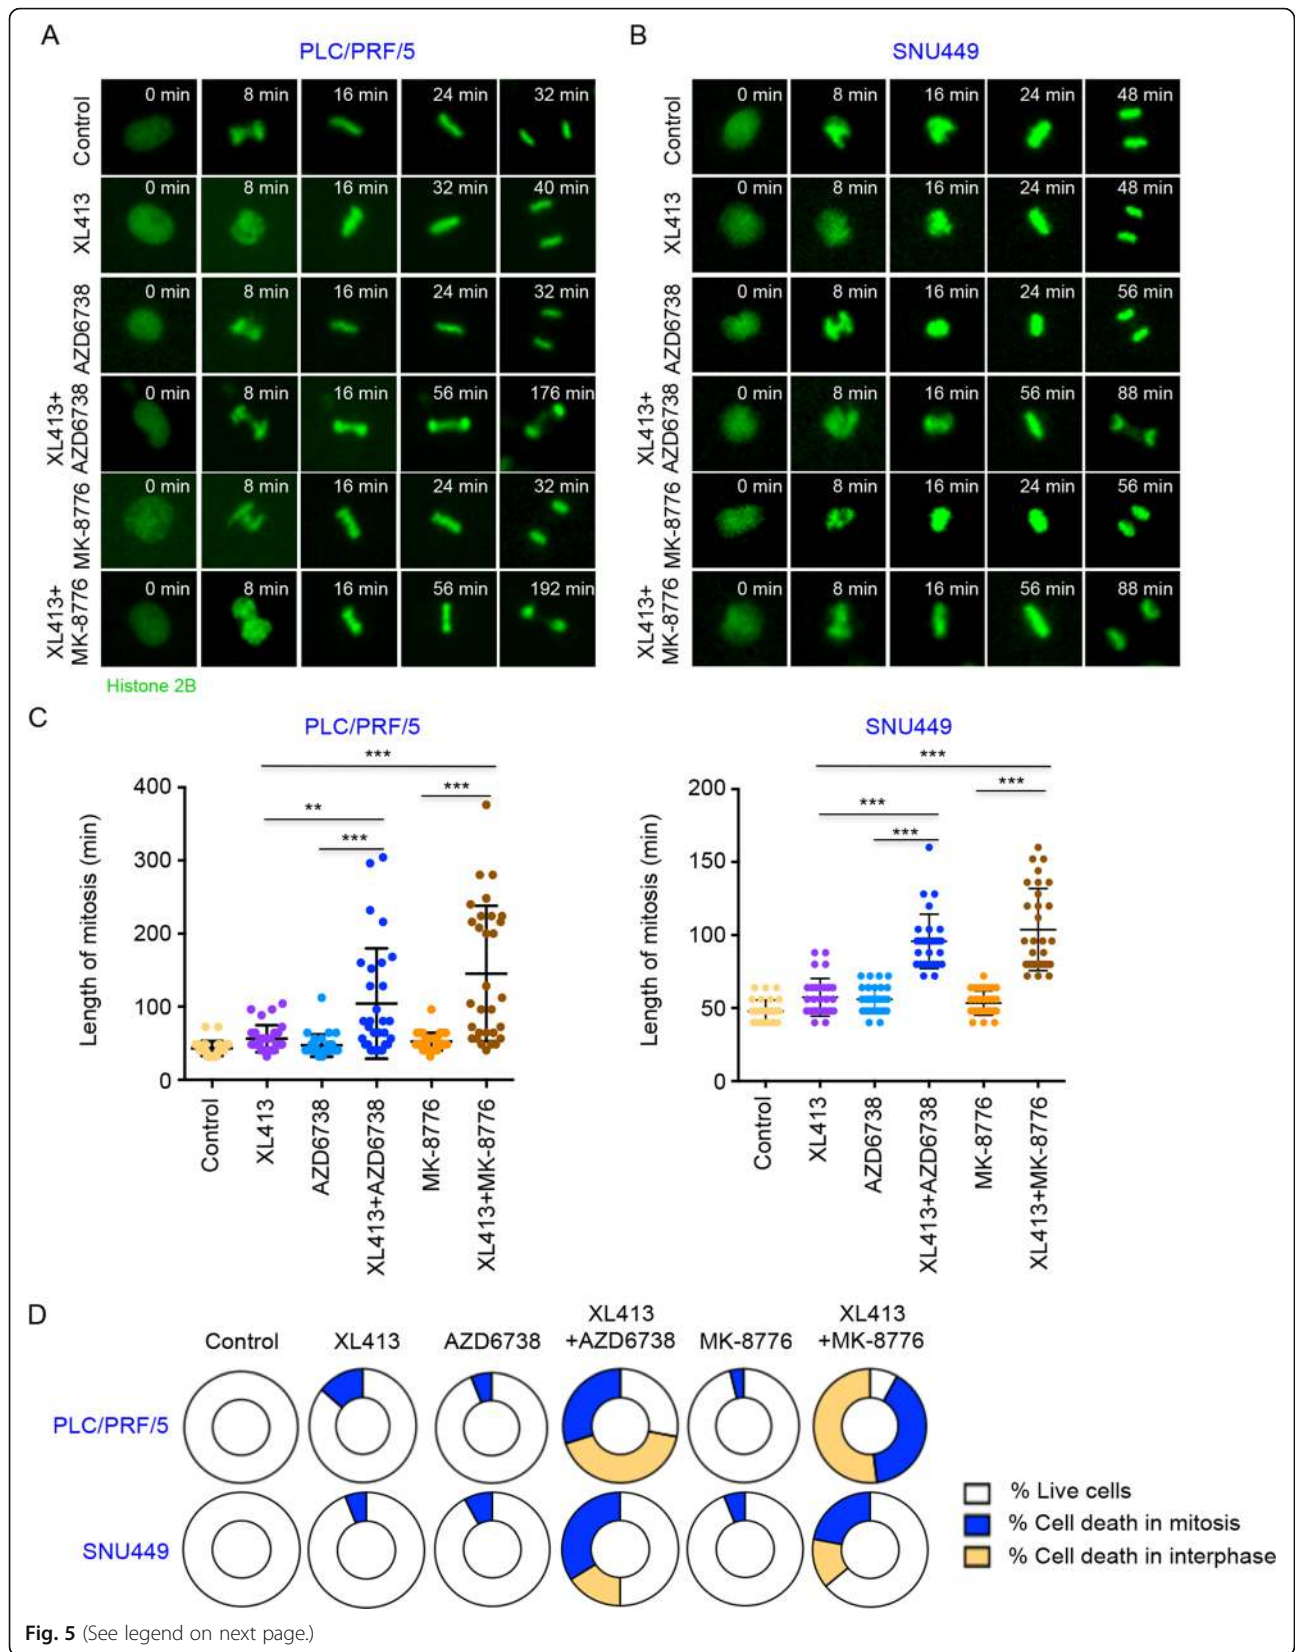 A
PLC/PRF/5
Control
0 min
8 min
16 min
24 min
32 min
XL413
0 min
8 min
16 min
32 min
40 min
AZD6738
0 min
8 min
16 min
24 min
32 min
XL413+
AZD6738
0 min
8 min
16 min
56 min
176 min
MK-8776
0 min
8 min
16 min
24 min
32 min
XL413+
MK-8776
0 min
8 min
16 min
56 min
192 min
Histone 2B
B
SNU449
Control
0 min
8 min
16 min
24 min
48 min
XL413
0 min
8 min
16 min
24 min
48 min
AZD6738
0 min
8 min
16 min
24 min
56 min
XL413+
AZD6738
0 min
8 min
16 min
56 min
88 min
MK-8776
0 min
8 min
16 min
24 min
56 min
XL413+
MK-8776
0 min
8 min
16 min
56 min
88 min
C
PLC/PRF/5
***
***
**
***
Length of mitosis (min)
400
300
200
100
0
Control
XL413
AZD6738
XL413+AZD6738
MK-8776
XL413+MK-8776
SNU449
***
***
***
***
Length of mitosis (min)
200
150
100
50
0
Control
XL413
AZD6738
XL413+AZD6738
MK-8776
XL413+MK-8776
D
Control
XL413
AZD6738
XL413
+AZD6738
MK-8776
XL413
+MK-8776
PLC/PRF/5
SNU449
% Live cells
% Cell death in mitosis
% Cell death in interphase
Fig. 5 (See legend on next page.)